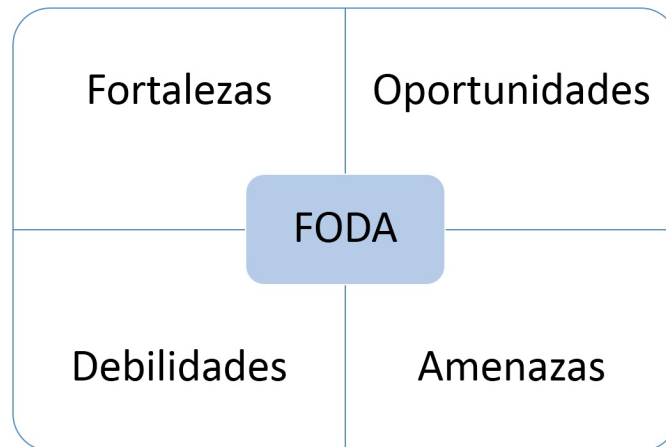 Fortalezas
Oportunidades
FODA
Debilidades
Amenazas